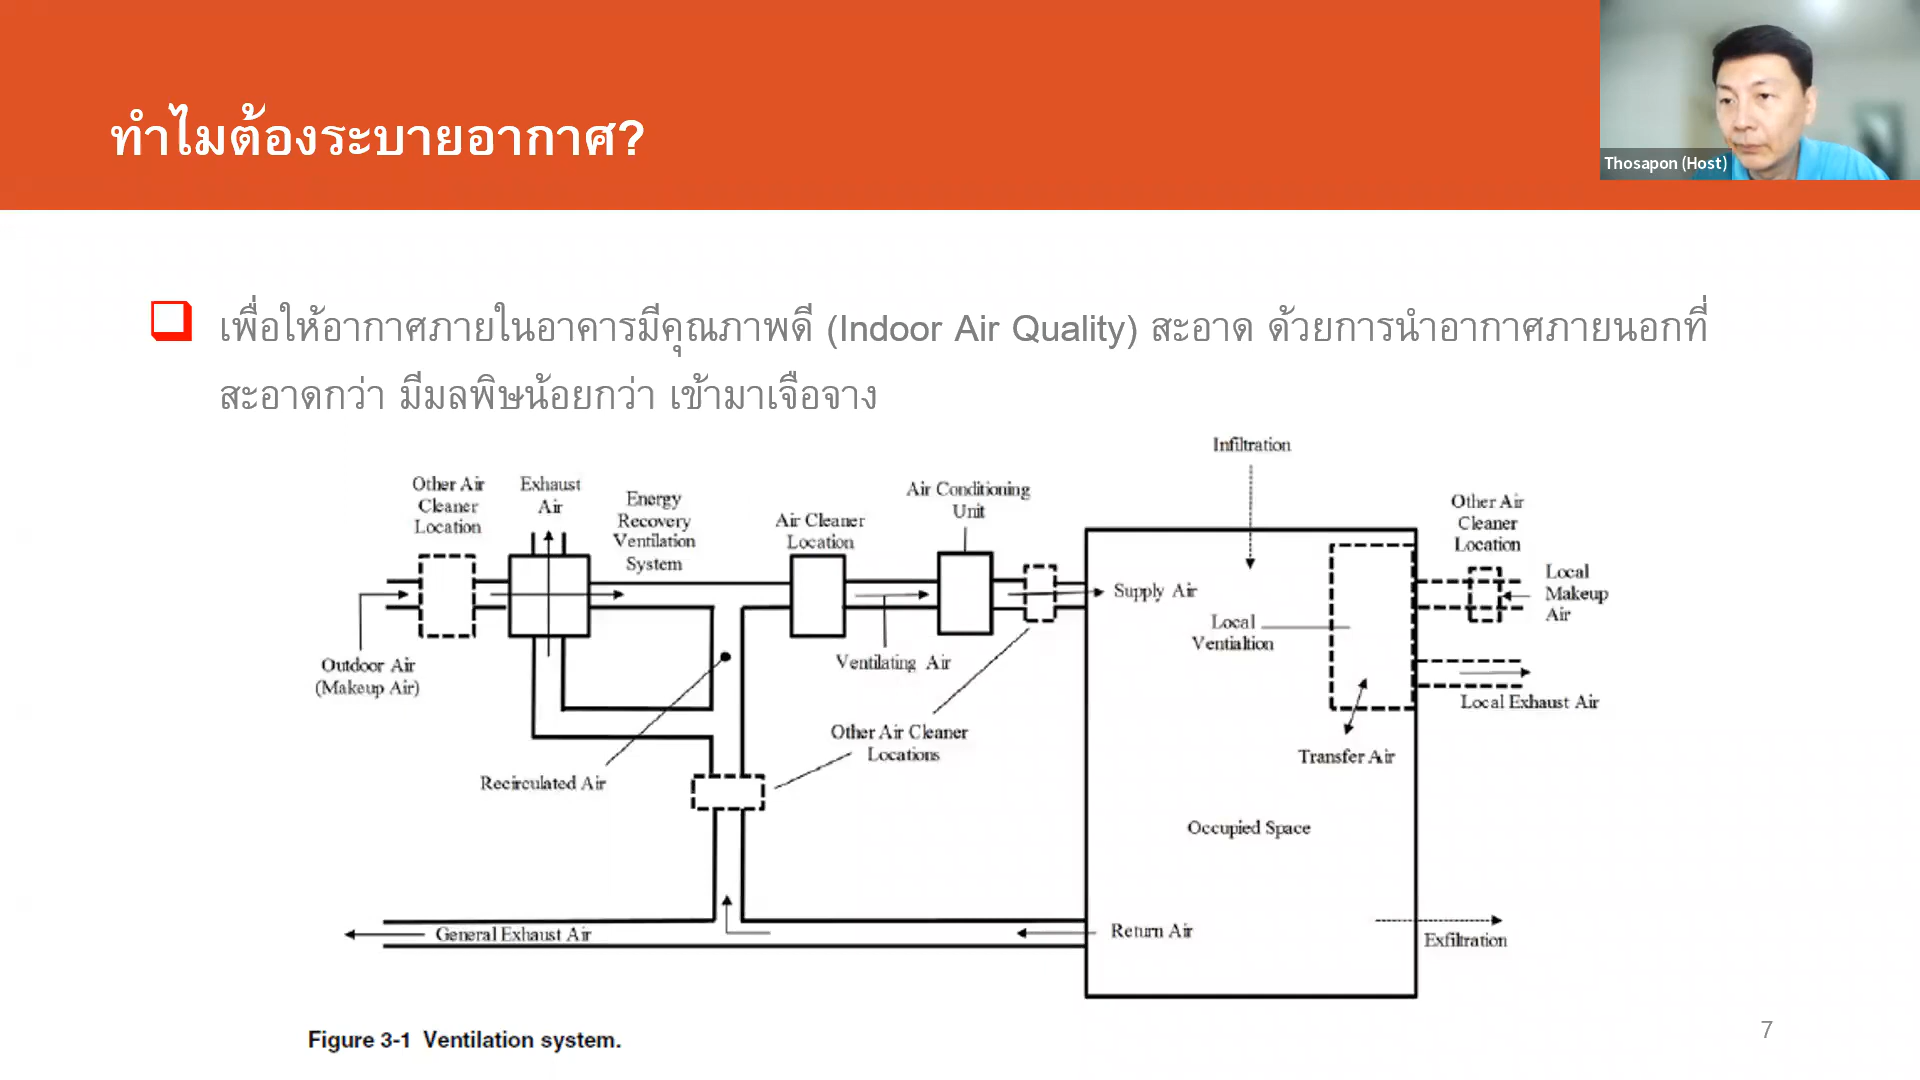 ทำไมต้องระบายอากาศ?
Thosapon (Host)
เพื่อให้อากาศภายในอาคารมีคุณภาพดี (Indoor Air Quality) สะอาด ด้วยการนำอากาศภายนอกที่
สะอาดกว่า มีมลพิษน้อยกว่า เข้ามาเจือจาง
Infiltration
Other Air
Cleaner
Location
Exhaust
Air
Energy
Recovery
Ventilation
System
Air Cleaner
Location
Air Conditioning
Unit
Other Air
Cleaner
Location
Local
Makeup
Air
Supply Air
Local
Ventialtion
Outdoor Air
(Makeup Air)
Ventilating Air
Local Exhaust Air
Other Air Cleaner
Locations
Transfer Air
Recirculated Air
Occupied Space
General Exhaust Air
Return Air
Exfiltration
Figure 3-1 Ventilation system.
7